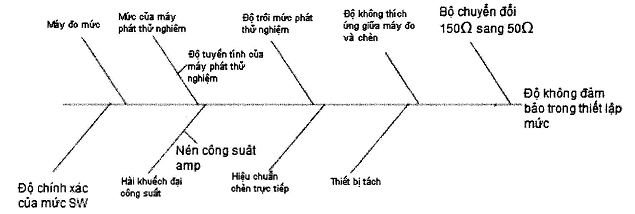 Máy đo mức
Mức của máy
phát thử nghiệm
Độ tuyến tính của
máy phát thử
nghiệm
Độ trôi mức phát
thử nghiệm
Độ không thích
ứng giữa máy đo
và chèn
Bộ chuyển đổi
150Ω sang 50Ω
Độ không đảm
bảo trong thiết lập
mức
Độ chính xác
của mức SW
Nén công suất
amp
Hài khuếch đại
công suất
Hiệu chuẩn
chèn trực tiếp
Thiết bị tách